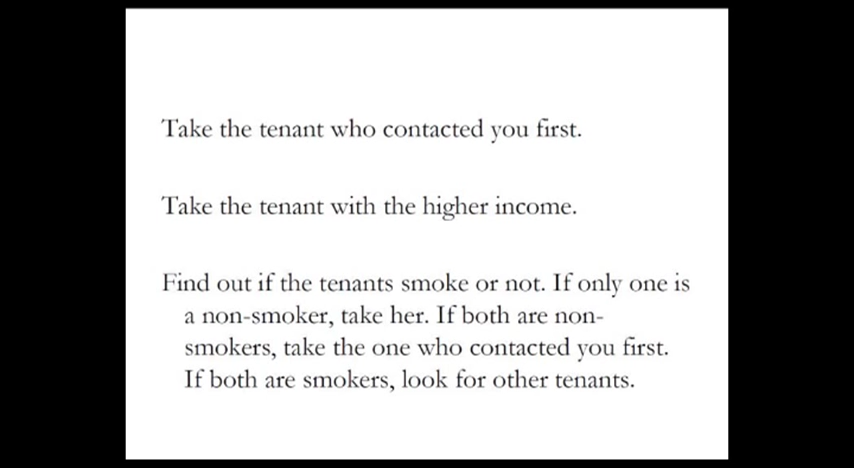 Take the tenant who contacted you first.
Take the tenant with the higher income.
Find out if the tenants smoke or not. If only one is
a non-smoker, take her. If both are non-
smokers, take the one who contacted you first.
If both are smokers, look for other tenants.